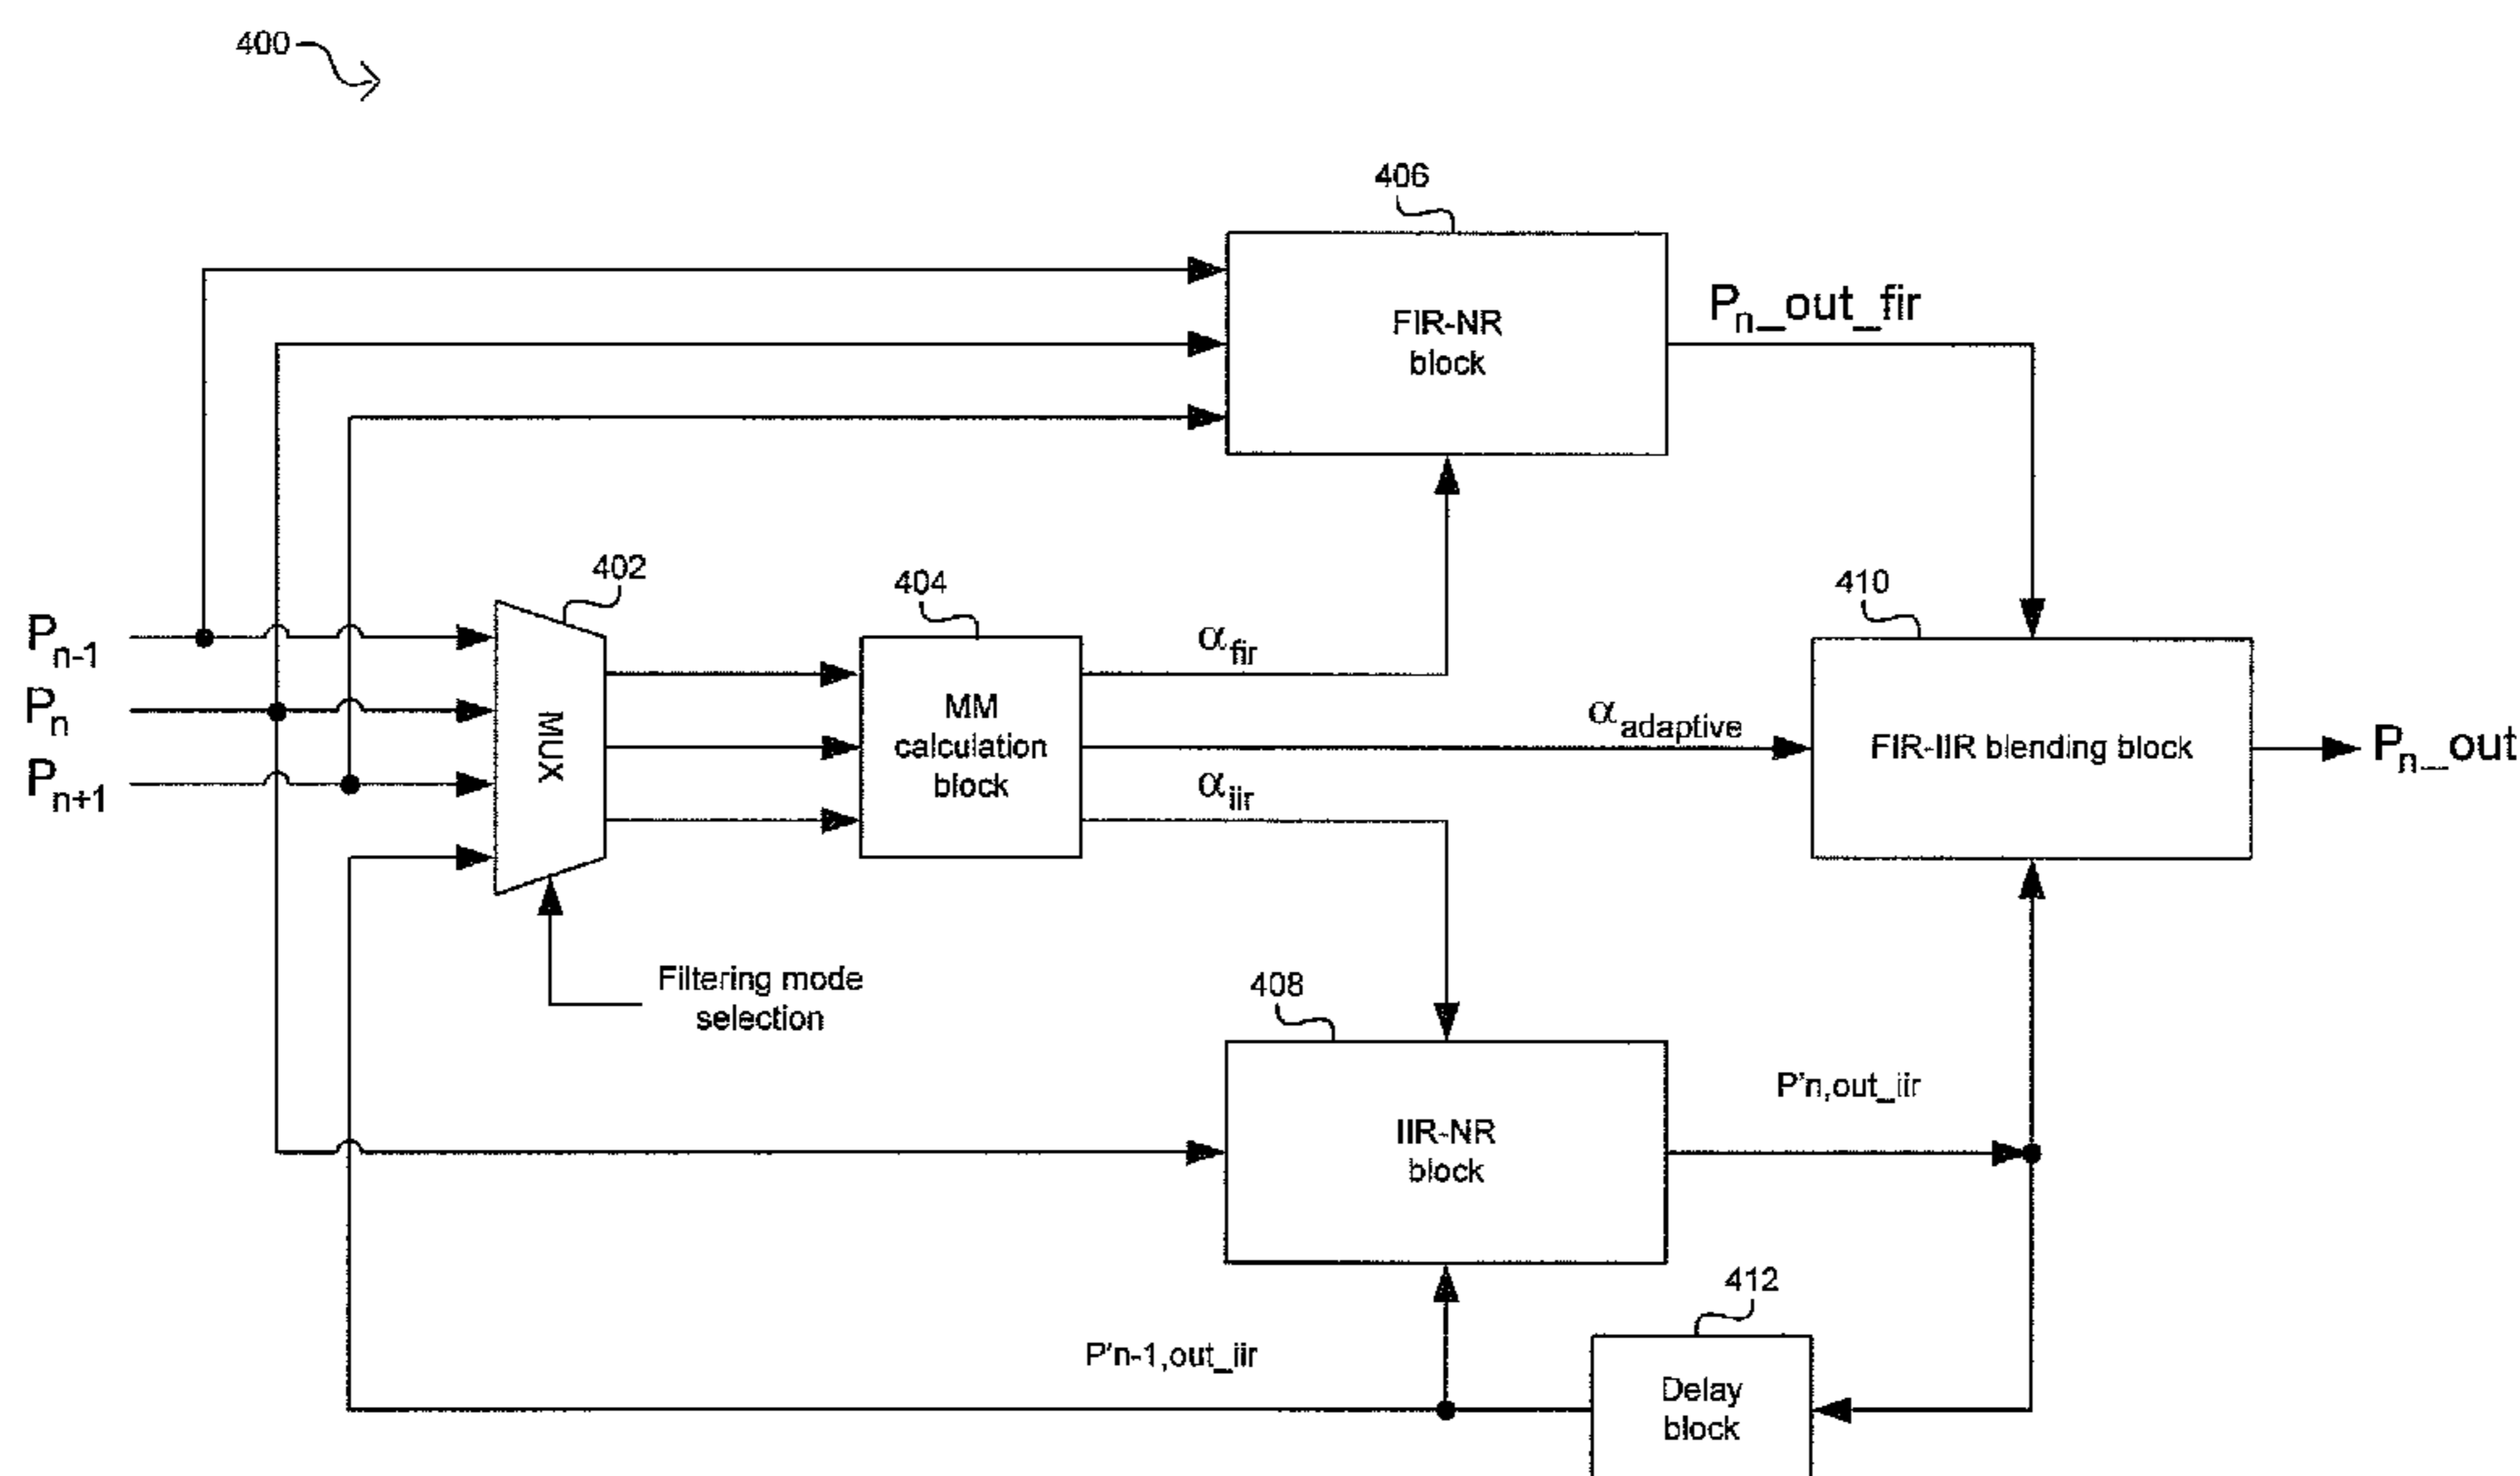 400
406
FIR-NR
block
Pn_out_fir
402
404
410
Pn-1
Pn
Pn+1
MUX
MM
calculation
block
αfir
αadaptive
αiir
FIR-IIR blending block
Pn_out
Filtering mode
selection
408
IIR-NR
block
P'n,out_iir
412
P'n-1,out_iir
Delay
block